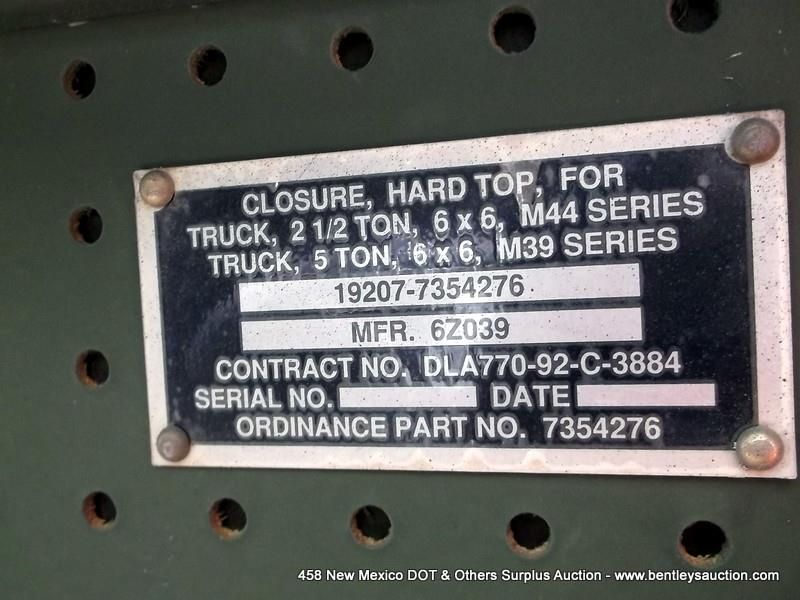 CLOSURE, HARD TOP, FOR
TRUCK, 2 1/2 TON, 6 x 6, M44 SERIES
TRUCK, 5 TON, 6 x 6, M39 SERIES
19207-7354276
MFR. 6Z039
CONTRACT NO. DLA770-92-C-3884
SERIAL NO. DATE
ORDINANCE PART NO. 7354276
458 New Mexico DOT & Others Surplus Auction - www.bentleysauction.com